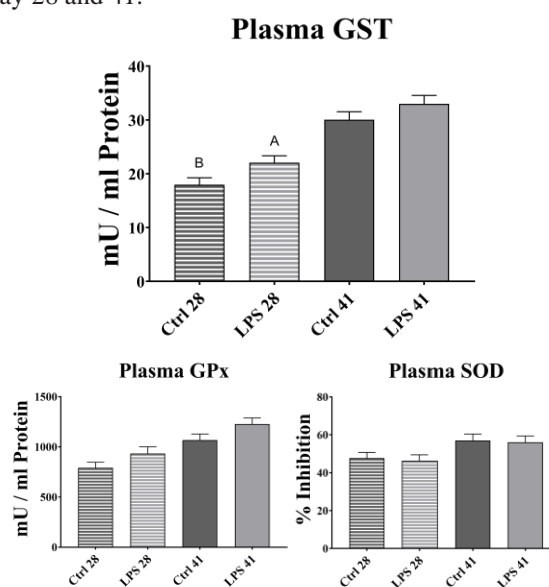 ay 28 and 41.
Plasma GST
mU / ml Protein
40
30
20
10
0
B
A
Ctrl 28
LPS 28
Ctrl 41
LPS 41
Plasma GPx
mU / ml Protein
1500
1000
500
0
Ctrl 28
LPS 28
Ctrl 41
LPS 41
Plasma SOD
% Inhibition
80
60
40
20
0
Ctrl 28
LPS 28
Ctrl 41
LPS 41